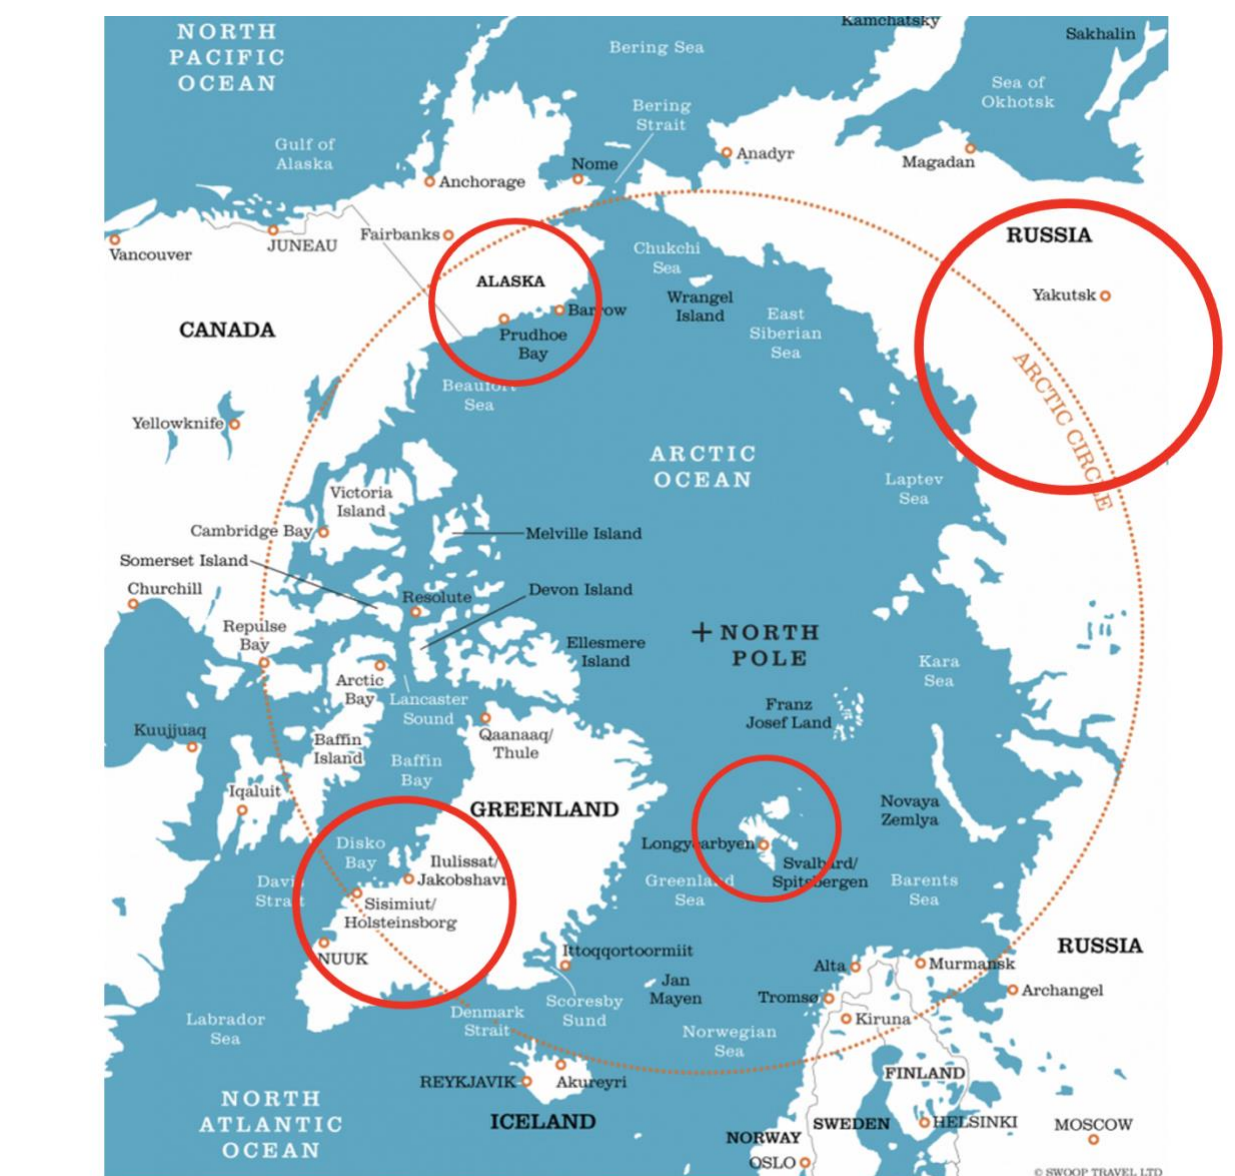 Kamchatsky
NORTH
PACIFIC
OCEAN
Bering Sea
Sakhalin
Sea of
Okhotsk
Bering
Strait
Gulf of
Alaska
Nome
Anadyr
Magadan
Anchorage
Vancouver
JUNEAU
Fairbanks
Chukchi
Sea
RUSSIA
ALASKA
Wrangel
Island
Yakutsk
Barrow
Prudhoe
Bay
East
Siberian
Sea
CANADA
ARCTIC CIRCLE
Beaufort
Sea
Yellowknife
ARCTIC
OCEAN
Laptev
Sea
Victoria
Island
Cambridge Bay
Melville Island
Somerset Island
Churchill
Resolute
Devon Island
Repulse
Bay
Ellesmere
Island
NORTH
POLE
Kara
Sea
Arctic
Bay
Lancaster
Sound
Franz
Josef Land
Kuujjuaq
Baffin
Island
Qaanaaq/
Thule
Baffin
Bay
Iqaluit
GREENLAND
Novaya
Zemlya
Disko
Bay
Longyearbyen
Ilulissat/
Jakobshavn
Svalbard/
Spitsbergen
Davis
Strait
Greenland
Sea
Barents
Sea
Sisimiut/
Holsteinsborg
NUUK
Ittoqqortoormiit
RUSSIA
Alta
Murmansk
Jan
Mayen
Archangel
Tromsø
Scoresby
Sund
Denmark
Strait
Kiruna
Labrador
Sea
Norwegian
Sea
REYKJAVIK
Akureyri
FINLAND
NORTH
ATLANTIC
OCEAN
ICELAND
SWEDEN
HELSINKI
MOSCOW
NORWAY
OSLO
© SWOOP TRAVEL LTD